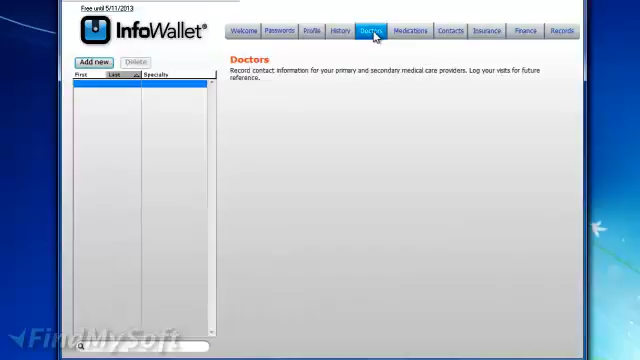 Free until 5/11/2013
InfoWallet®
Welcome Passwords Profile History Doctors Medications Contacts Insurance Finance Records
Add new Delete
First Last Specialty
Doctors
Record contact information for your primary and secondary medical care providers. Log your visits for future
reference.
FindMySoft